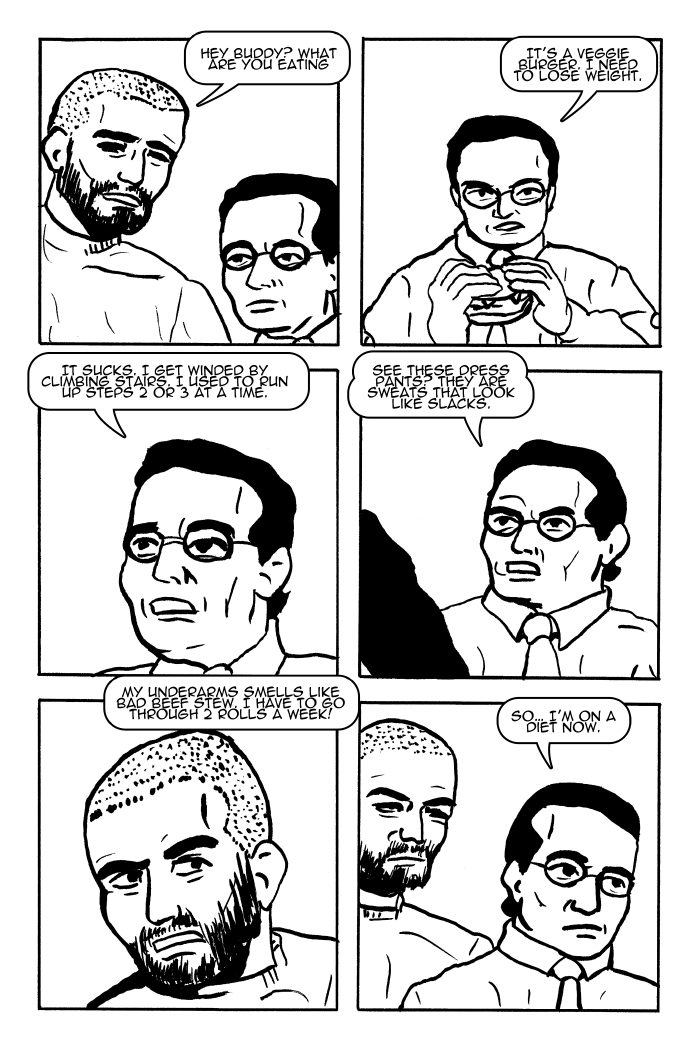 HEY BUDDY? WHAT
ARE YOU EATING
IT'S A VEGGIE
BURGER. I NEED
TO LOSE WEIGHT.
IT SUCKS. I GET WINDED BY
CLIMBING STAIRS. I USED TO RUN
UP STEPS 2 OR 3 AT A TIME.
SEE THESE DRESS
PANTS? THEY ARE
SWEATS THAT LOOK
LIKE SLACKS.
MY UNDERARMS SMELLS LIKE
BAD BEEF STEW. I HAVE TO GO
THROUGH 2 ROLLS A WEEK!
SO... I'M ON A
DIET NOW.